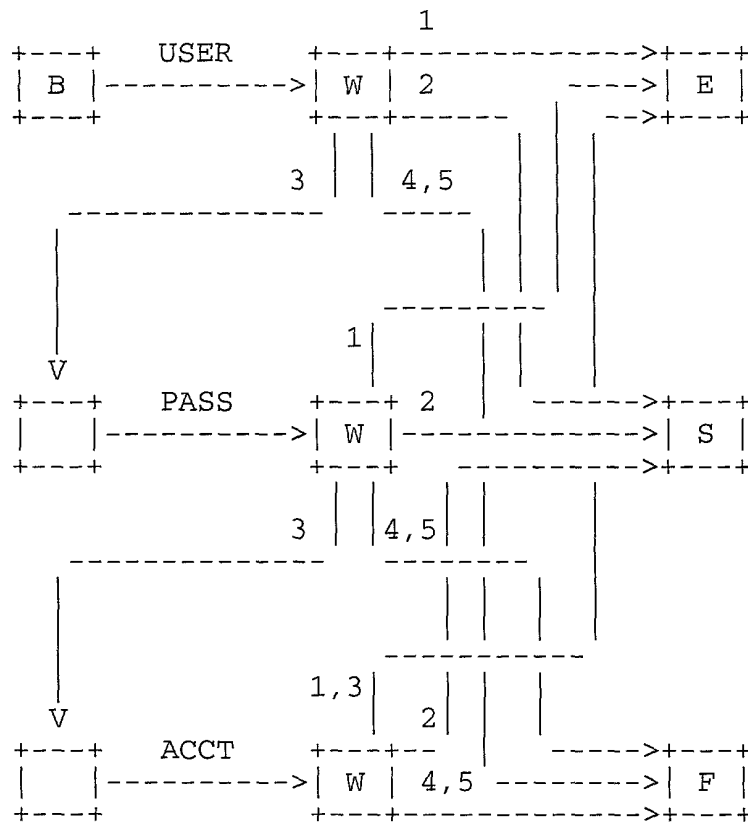 1
USER
B W 2 E
3 4,5
1
V
PASS 2
W S
3 4,5
1,3
V 2
ACCT
W 4,5 F